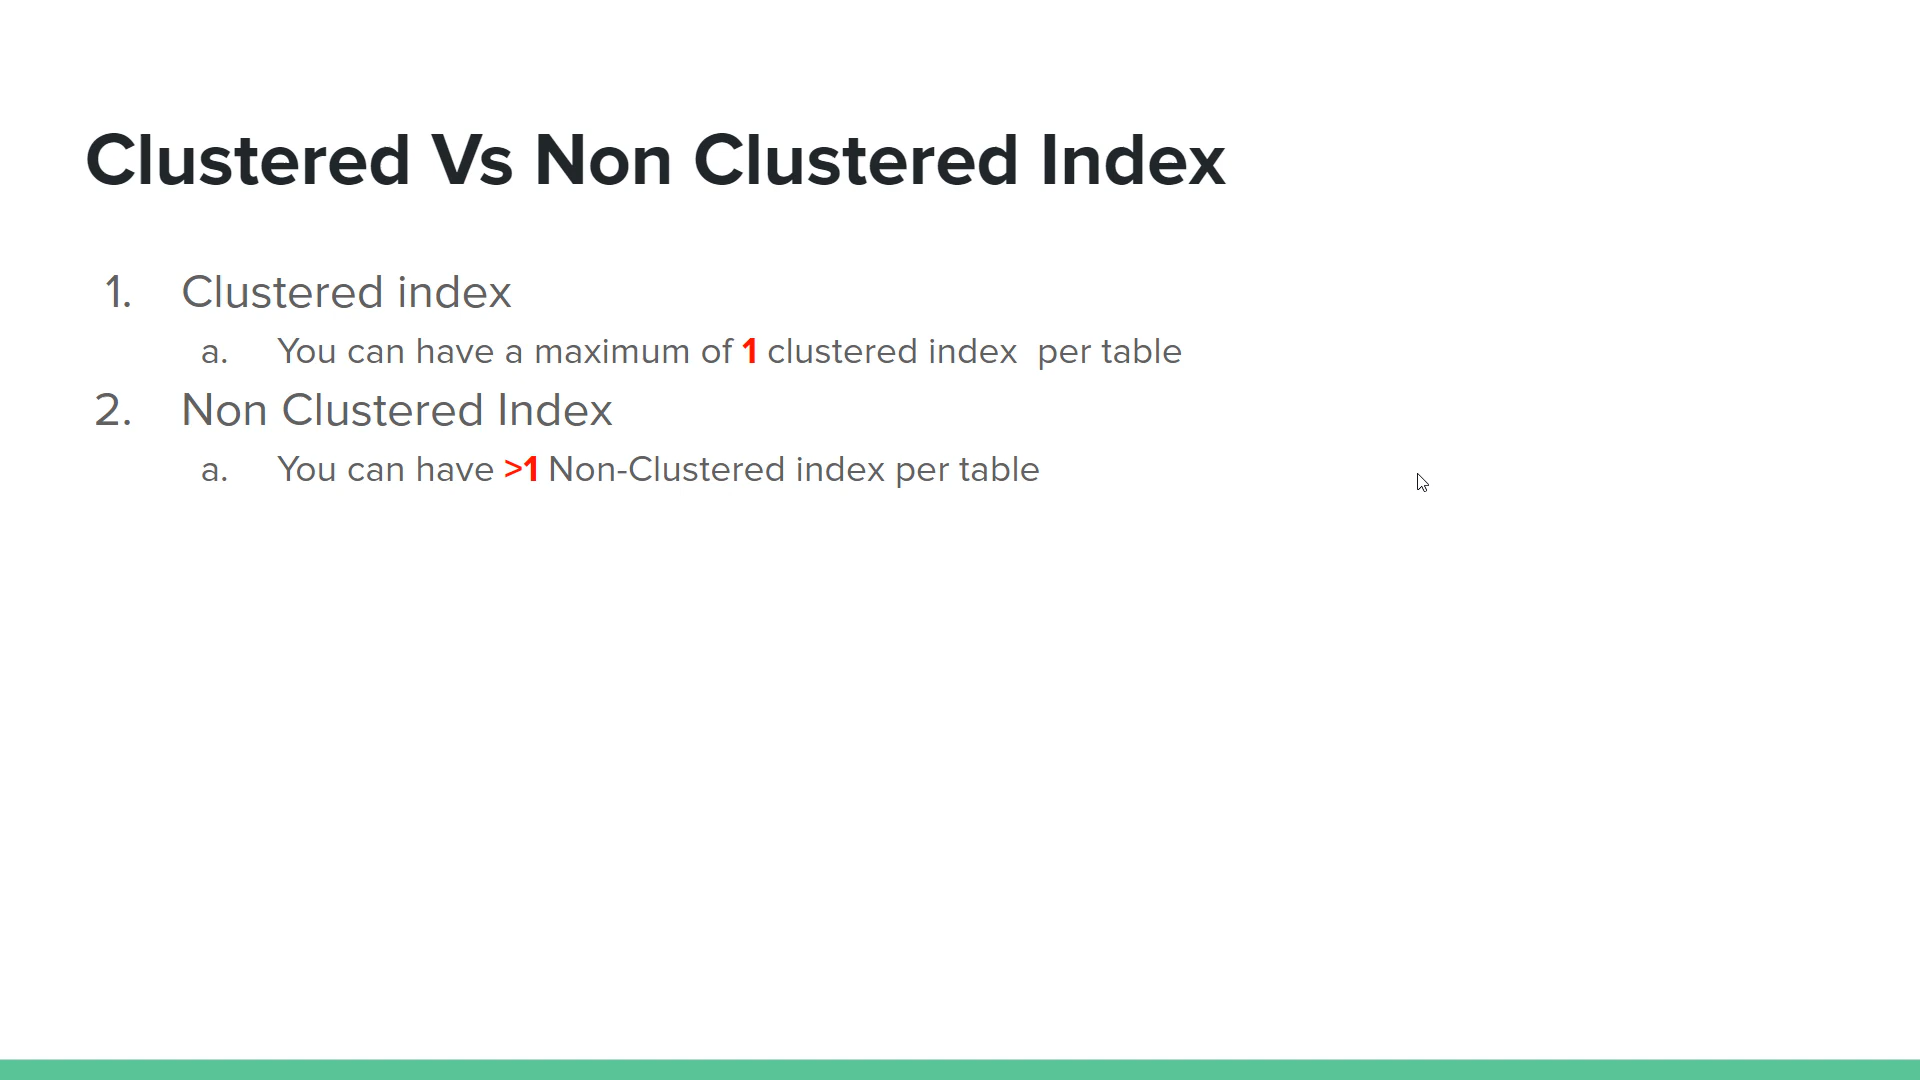 Clustered Vs Non Clustered Index
1. Clustered index
a. You can have a maximum of 1 clustered index  per table
2. Non Clustered Index
a. You can have >1 Non-Clustered index per table